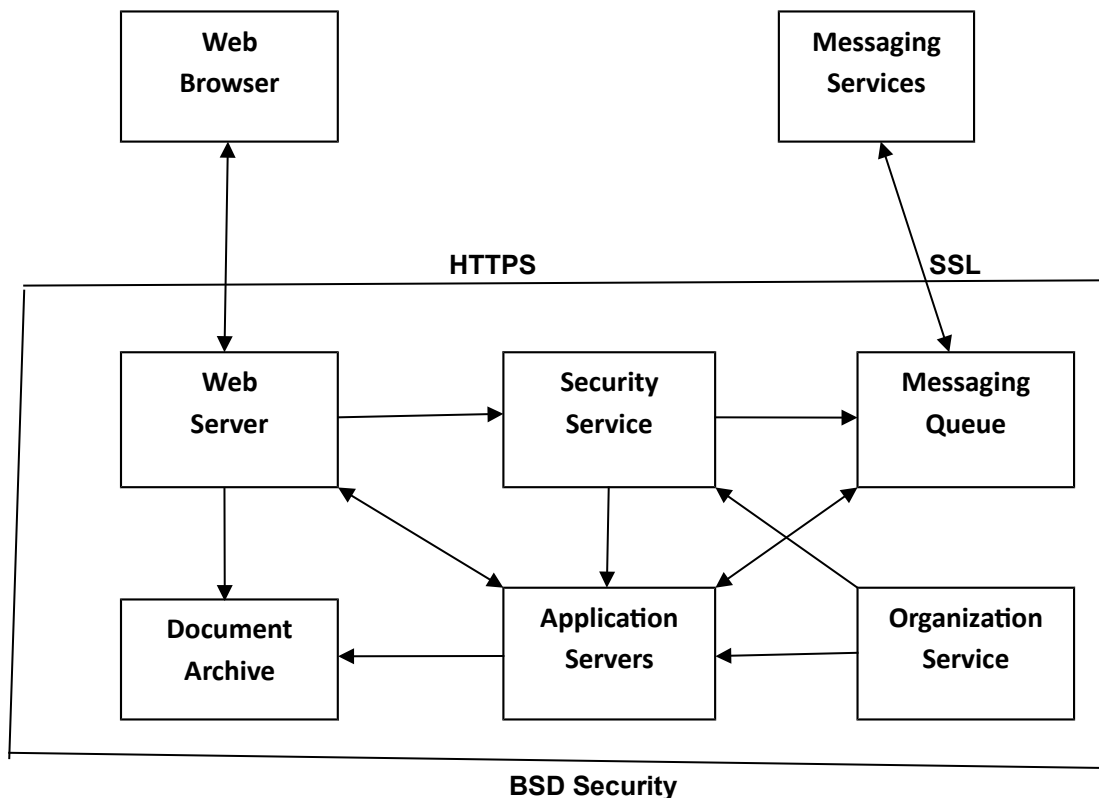 Web
Browser
Messaging
Services
HTTPS
SSL
Web
Server
Security
Service
Messaging
Queue
Document
Archive
Application
Servers
Organization
Service
BSD Security